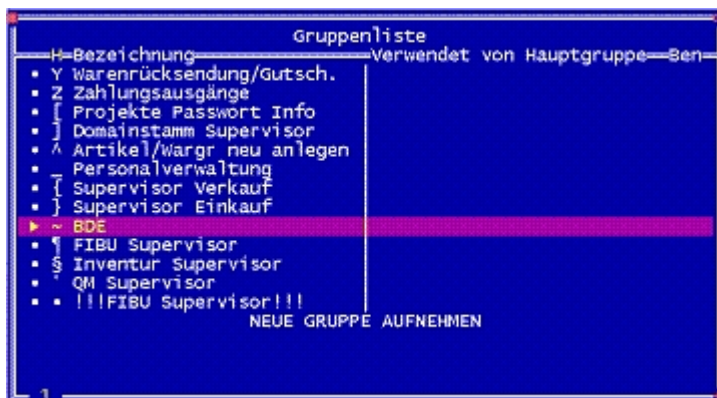 Gruppenliste
H Bezeichnung Verwendet von Hauptgruppe Ben
• Y Warenrücksendung/Gutsch.
• Z Zahlungsausgänge
• [ Projekte Passwort Info
• ] Domainstamm Supervisor
• ^ Artikel/Wargr neu anlegen
• _ Personalverwaltung
• { Supervisor Verkauf
• } Supervisor Einkauf
► ~ BDE
• ¶ FIBU Supervisor
• § Inventur Supervisor
• ' QM Supervisor
• • !!!FIBU Supervisor!!!
NEUE GRUPPE AUFNEHMEN
1